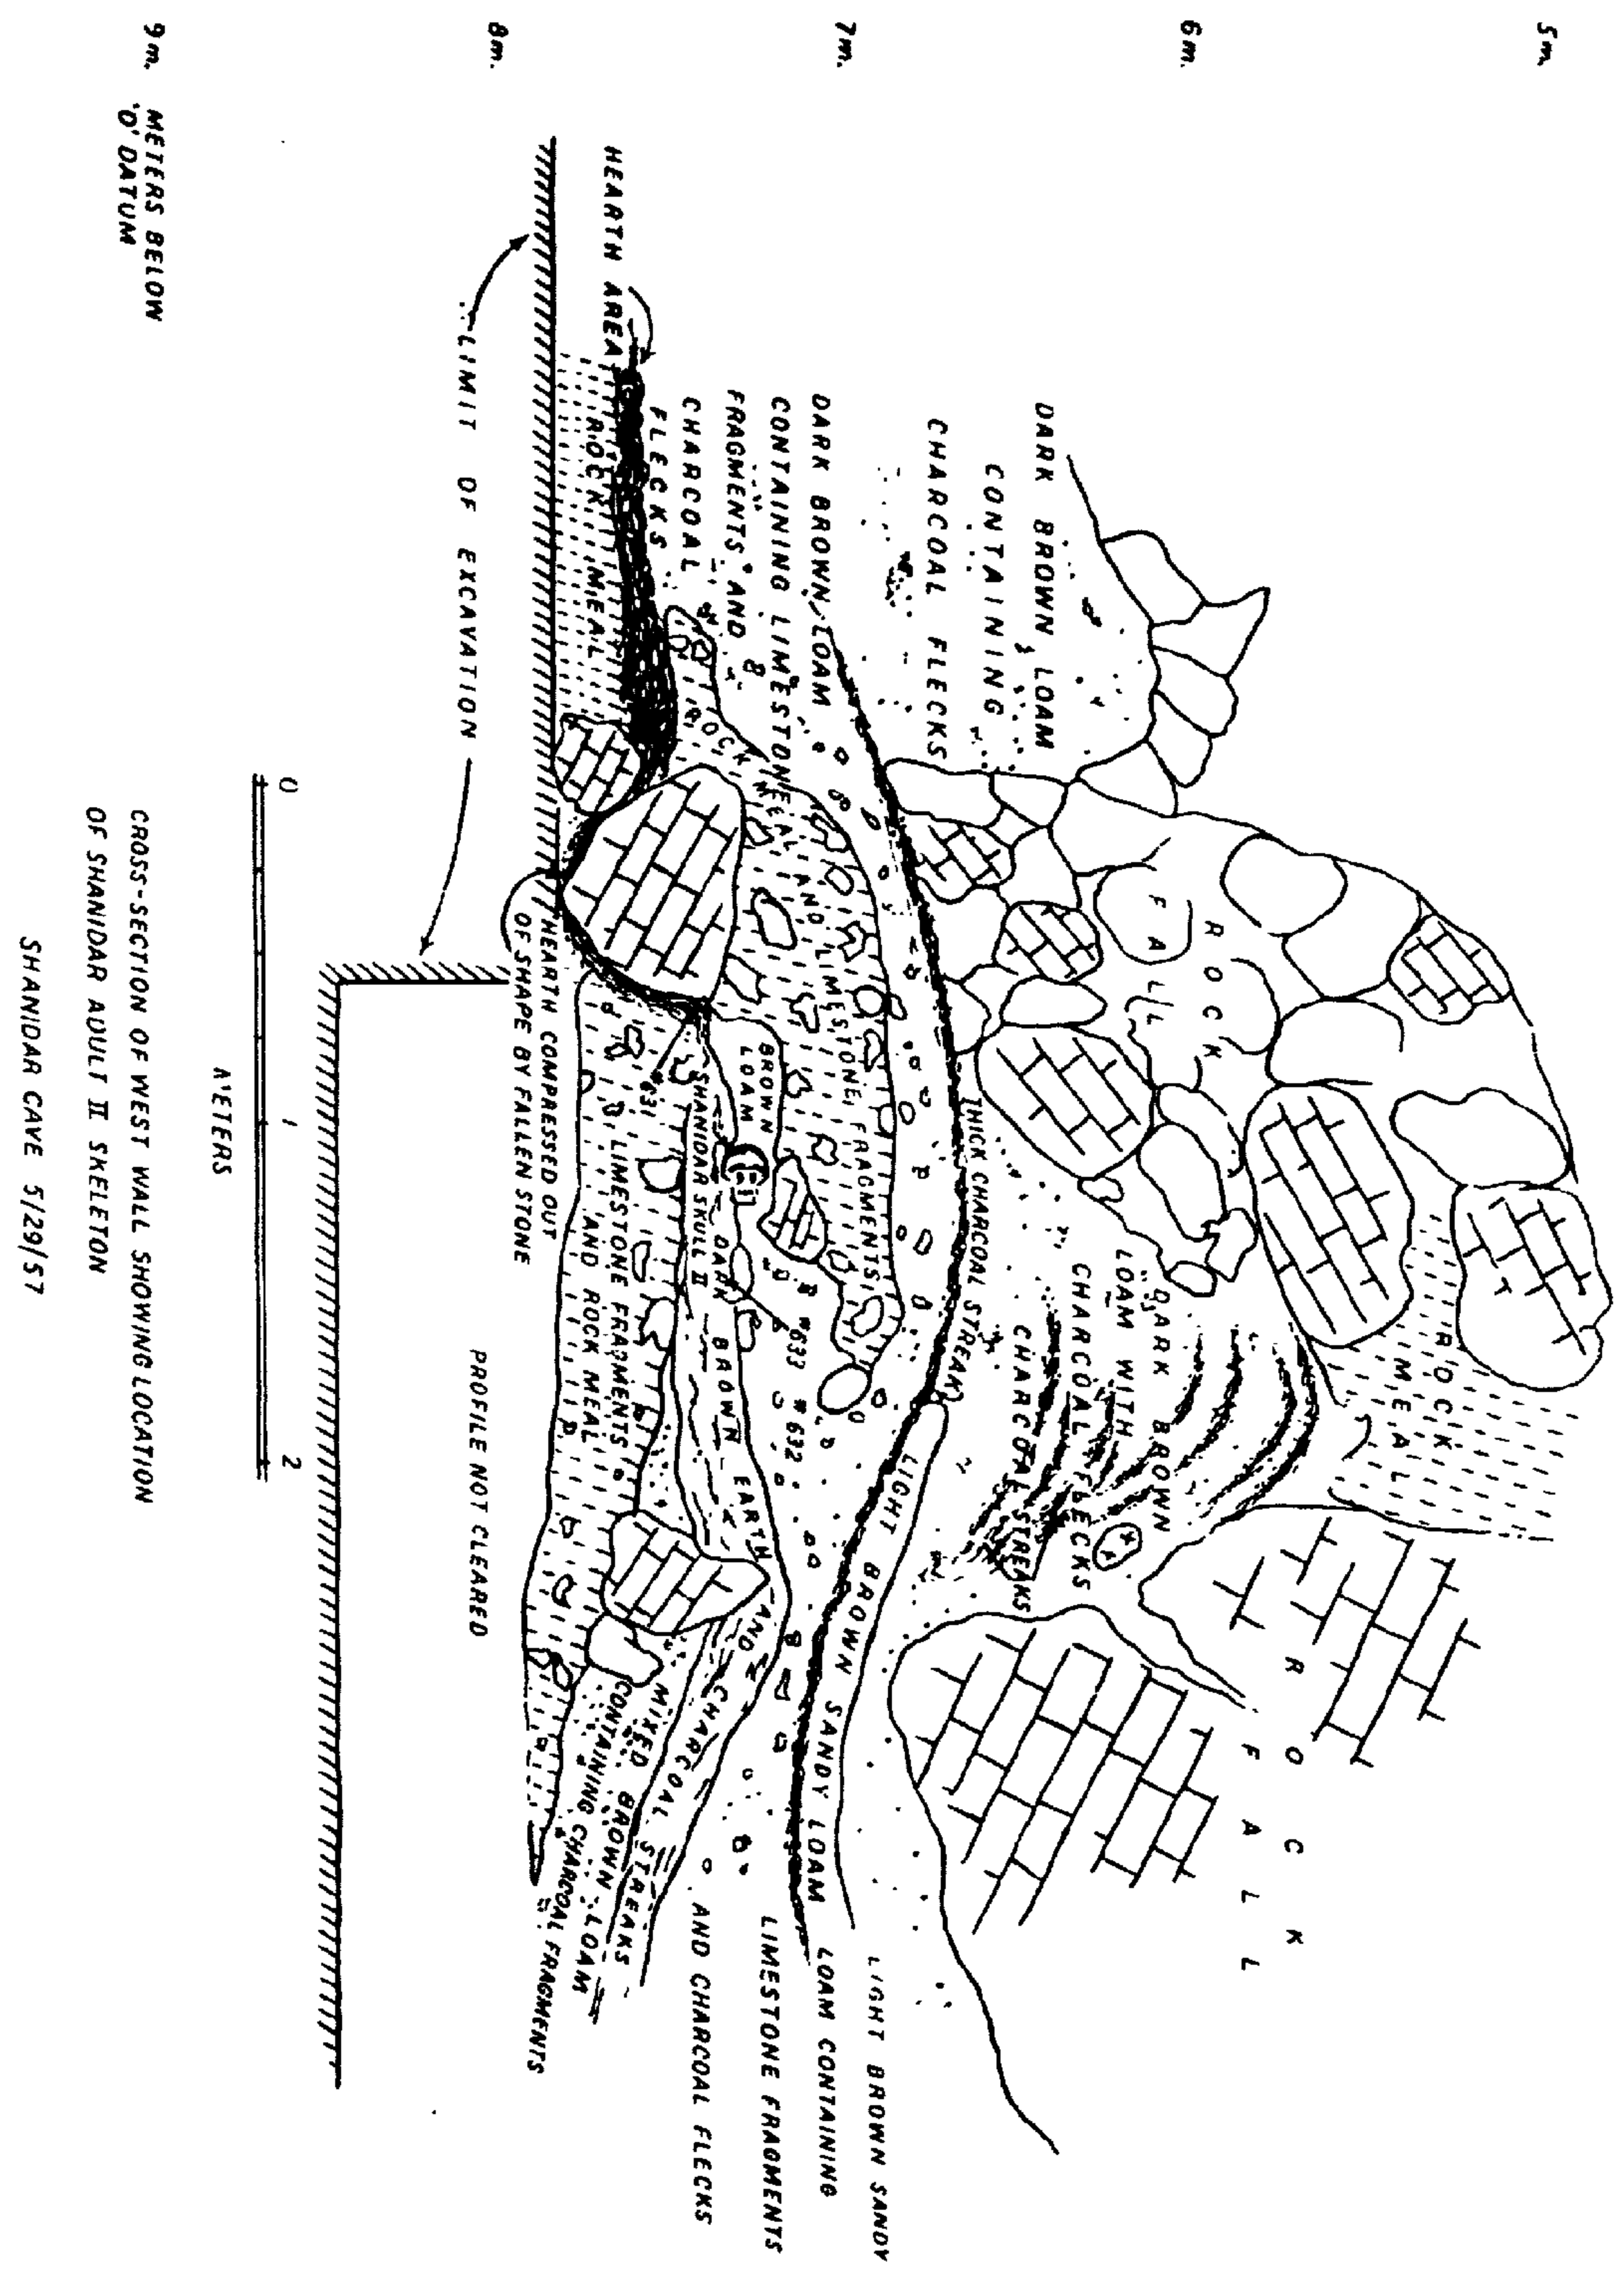 5m.
6m.
7m.
8m.
9m. METERS BELOW
'O' DATUM
ROCK
MEAL
ROCK
FALL
ROCK
FALL
DARK BROWN LOAM
CONTAINING
CHARCOAL FLECKS
DARK BROWN
LOAM WITH
CHARCOAL FLECKS
CHARCOAL STREAKS
THICK CHARCOAL STREAK
LIGHT BROWN SANDY LOAM
LIGHT BROWN SANDY
LOAM CONTAINING
LIMESTONE FRAGMENTS
AND CHARCOAL FLECKS
DARK BROWN LOAM
CONTAINING LIMESTONE
FRAGMENTS AND
CHARCOAL
FLECKS
ROCK MEAL AND LIMESTONE FRAGMENTS
BROWN
LOAM
#633
#632
#631
SHANIDAR SKULL II
DARK BROWN EARTH AND CHARCOAL STREAKS
MIXED BROWN LOAM
CONTAINING CHARCOAL FRAGMENTS
LIMESTONE FRAGMENTS
AND ROCK MEAL
HEARTH AREA
ROCK MEAL
HEARTH COMPRESSED OUT
OF SHAPE BY FALLEN STONE
LIMIT OF EXCAVATION
PROFILE NOT CLEARED
0 1 2
METERS
CROSS-SECTION OF WEST WALL SHOWING LOCATION
OF SHANIDAR ADULT II SKELETON
SHANIDAR CAVE 5/29/57